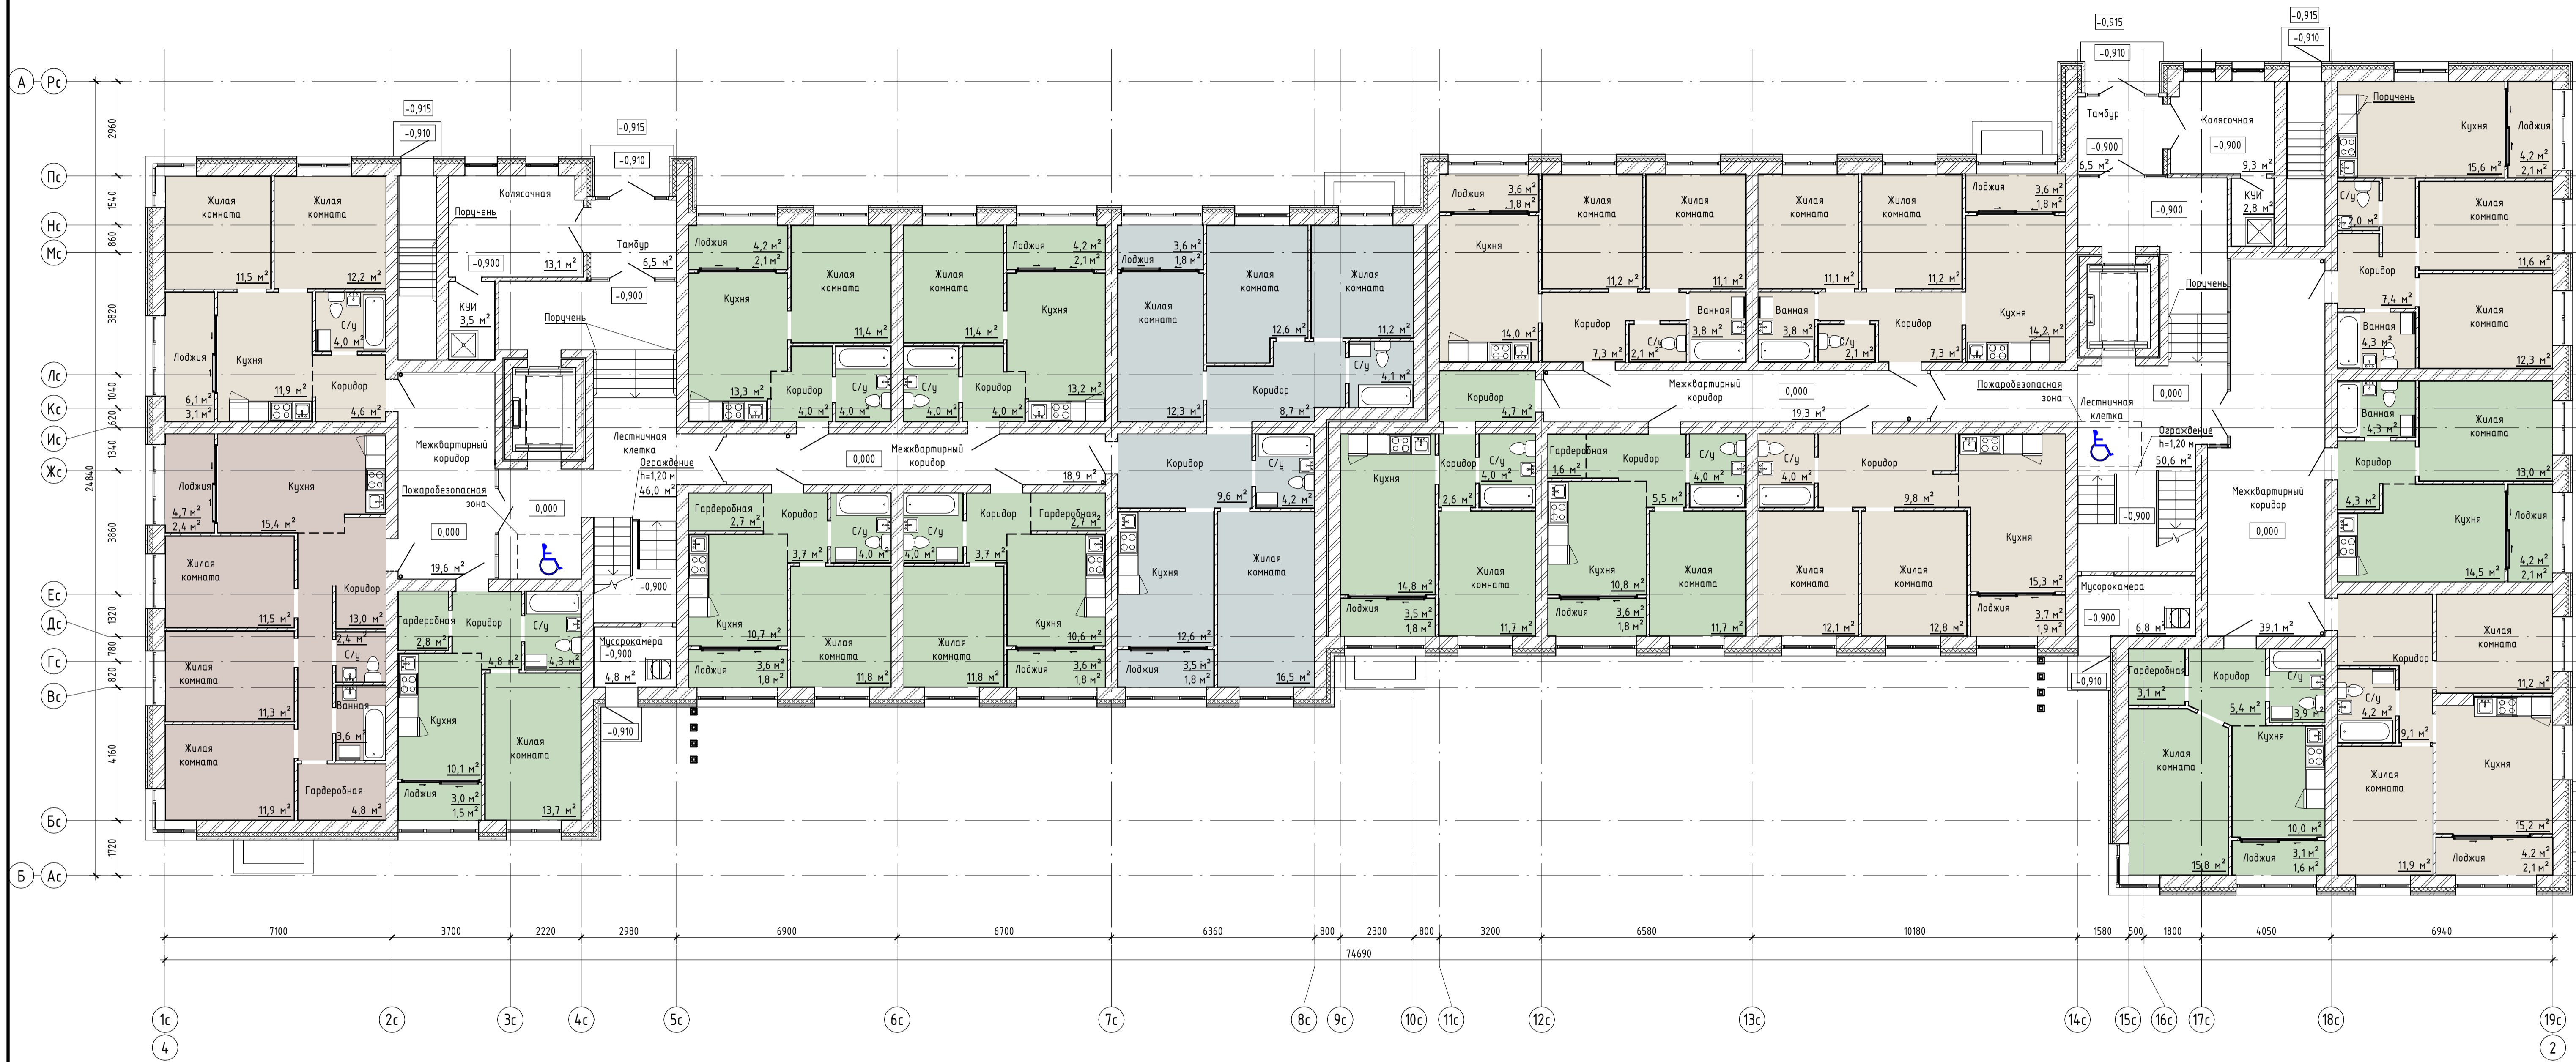 -0,915
-0,910
-0,915
-0,910
-0,915
-0,910
-0,915
-0,910
А
Рс
Пс
Нс
Мс
Лс
Кс
Ис
Жс
Ес
Дс
Гс
Вс
Бс
Б
Ас
2960
1540
860
3820
1040
620
1340
3860
1320
780
820
4160
1720
24840
Жилая
комната
11,5 м²
Жилая
комната
12,2 м²
Лоджия
6,1 м²
3,1 м²
Кухня
11,9 м²
С/у
4,0 м²
Коридор
4,6 м²
Лоджия
4,7 м²
2,4 м²
Кухня
15,4 м²
Жилая
комната
11,5 м²
Коридор
13,0 м²
2,4 м²
С/у
Жилая
комната
11,3 м²
Ванная
3,6 м²
Жилая
комната
11,9 м²
Гардеробная
4,8 м²
Поручень
Колясочная
-0,900
13,1 м²
Тамбур
6,5 м²
-0,900
КУИ
3,5 м²
Поручень
Межквартирный
коридор
Лестничная
клетка
Ограждение
h=1,20 м
46,0 м²
Пожаробезопасная
зона
0,000
0,000
19,6 м²
-0,900
Мусорокамера
-0,900
4,8 м²
-0,910
Гардеробная
2,8 м²
Коридор
4,8 м²
С/у
4,3 м²
Кухня
10,1 м²
Лоджия
3,0 м²
1,5 м²
Жилая
комната
13,7 м²
Лоджия
4,2 м²
2,1 м²
Кухня
13,3 м²
Жилая
комната
11,4 м²
Коридор
4,0 м²
С/у
4,0 м²
Жилая
комната
11,4 м²
Лоджия
4,2 м²
2,1 м²
Кухня
13,2 м²
С/у
4,0 м²
Коридор
4,0 м²
0,000
Межквартирный
коридор
18,9 м²
Гардеробная
2,7 м²
Коридор
3,7 м²
С/у
4,0 м²
Кухня
10,7 м²
Лоджия
3,6 м²
1,8 м²
Жилая
комната
11,8 м²
С/у
4,0 м²
Коридор
3,7 м²
Гардеробная
2,7 м²
Жилая
комната
11,8 м²
Кухня
10,6 м²
Лоджия
3,6 м²
1,8 м²
3,6 м²
Лоджия
1,8 м²
Жилая
комната
12,3 м²
Жилая
комната
12,6 м²
Жилая
комната
11,2 м²
С/у
4,1 м²
Коридор
8,7 м²
Коридор
9,6 м²
С/у
4,2 м²
Кухня
12,6 м²
Лоджия
3,5 м²
1,8 м²
Жилая
комната
16,5 м²
Лоджия
3,6 м²
1,8 м²
Кухня
14,0 м²
Жилая
комната
11,2 м²
Жилая
комната
11,1 м²
Коридор
7,3 м²
С/у
2,1 м²
Ванная
3,8 м²
Жилая
комната
11,1 м²
Жилая
комната
11,2 м²
Лоджия
3,6 м²
1,8 м²
Кухня
14,2 м²
Ванная
3,8 м²
С/у
2,1 м²
Коридор
7,3 м²
Межквартирный
коридор
0,000
19,3 м²
Коридор
4,7 м²
Кухня
14,8 м²
Лоджия
3,5 м²
1,8 м²
Коридор
2,6 м²
С/у
4,0 м²
Жилая
комната
11,7 м²
Гардеробная
1,6 м²
Коридор
5,5 м²
С/у
4,0 м²
Кухня
10,8 м²
Лоджия
3,6 м²
1,8 м²
Жилая
комната
11,7 м²
С/у
4,0 м²
Коридор
9,8 м²
Жилая
комната
12,1 м²
Жилая
комната
12,8 м²
Кухня
15,3 м²
Лоджия
3,7 м²
1,9 м²
Тамбур
-0,900
6,5 м²
Колясочная
-0,900
9,3 м²
КУИ
2,8 м²
-0,900
Поручень
Пожаробезопасная
зона
0,000
Лестничная
клетка
Ограждение
h=1,20 м
50,6 м²
-0,900
Межквартирный
коридор
0,000
39,1 м²
Мусорокамера
-0,900
6,8 м²
-0,910
Поручень
Кухня
15,6 м²
Лоджия
4,2 м²
2,1 м²
С/у
2,0 м²
Жилая
комната
11,6 м²
Коридор
7,4 м²
Ванная
4,3 м²
Жилая
комната
12,3 м²
Ванная
4,3 м²
Жилая
комната
13,0 м²
Коридор
4,3 м²
Кухня
14,5 м²
Лоджия
4,2 м²
2,1 м²
Гардеробная
3,1 м²
Коридор
5,4 м²
С/у
3,9 м²
Жилая
комната
15,8 м²
Кухня
10,0 м²
Лоджия
3,1 м²
1,6 м²
Коридор
9,1 м²
Жилая
комната
11,2 м²
С/у
4,2 м²
Жилая
комната
11,9 м²
Кухня
15,2 м²
Лоджия
4,2 м²
2,1 м²
7100
3700
2220
2980
6900
6700
6360
800
2300
800
3200
6580
10180
1580
500
1800
4050
6940
74690
1с
2с
3с
4с
5с
6с
7с
8с
9с
10с
11с
12с
13с
14с
15с
16с
17с
18с
19с
4
2